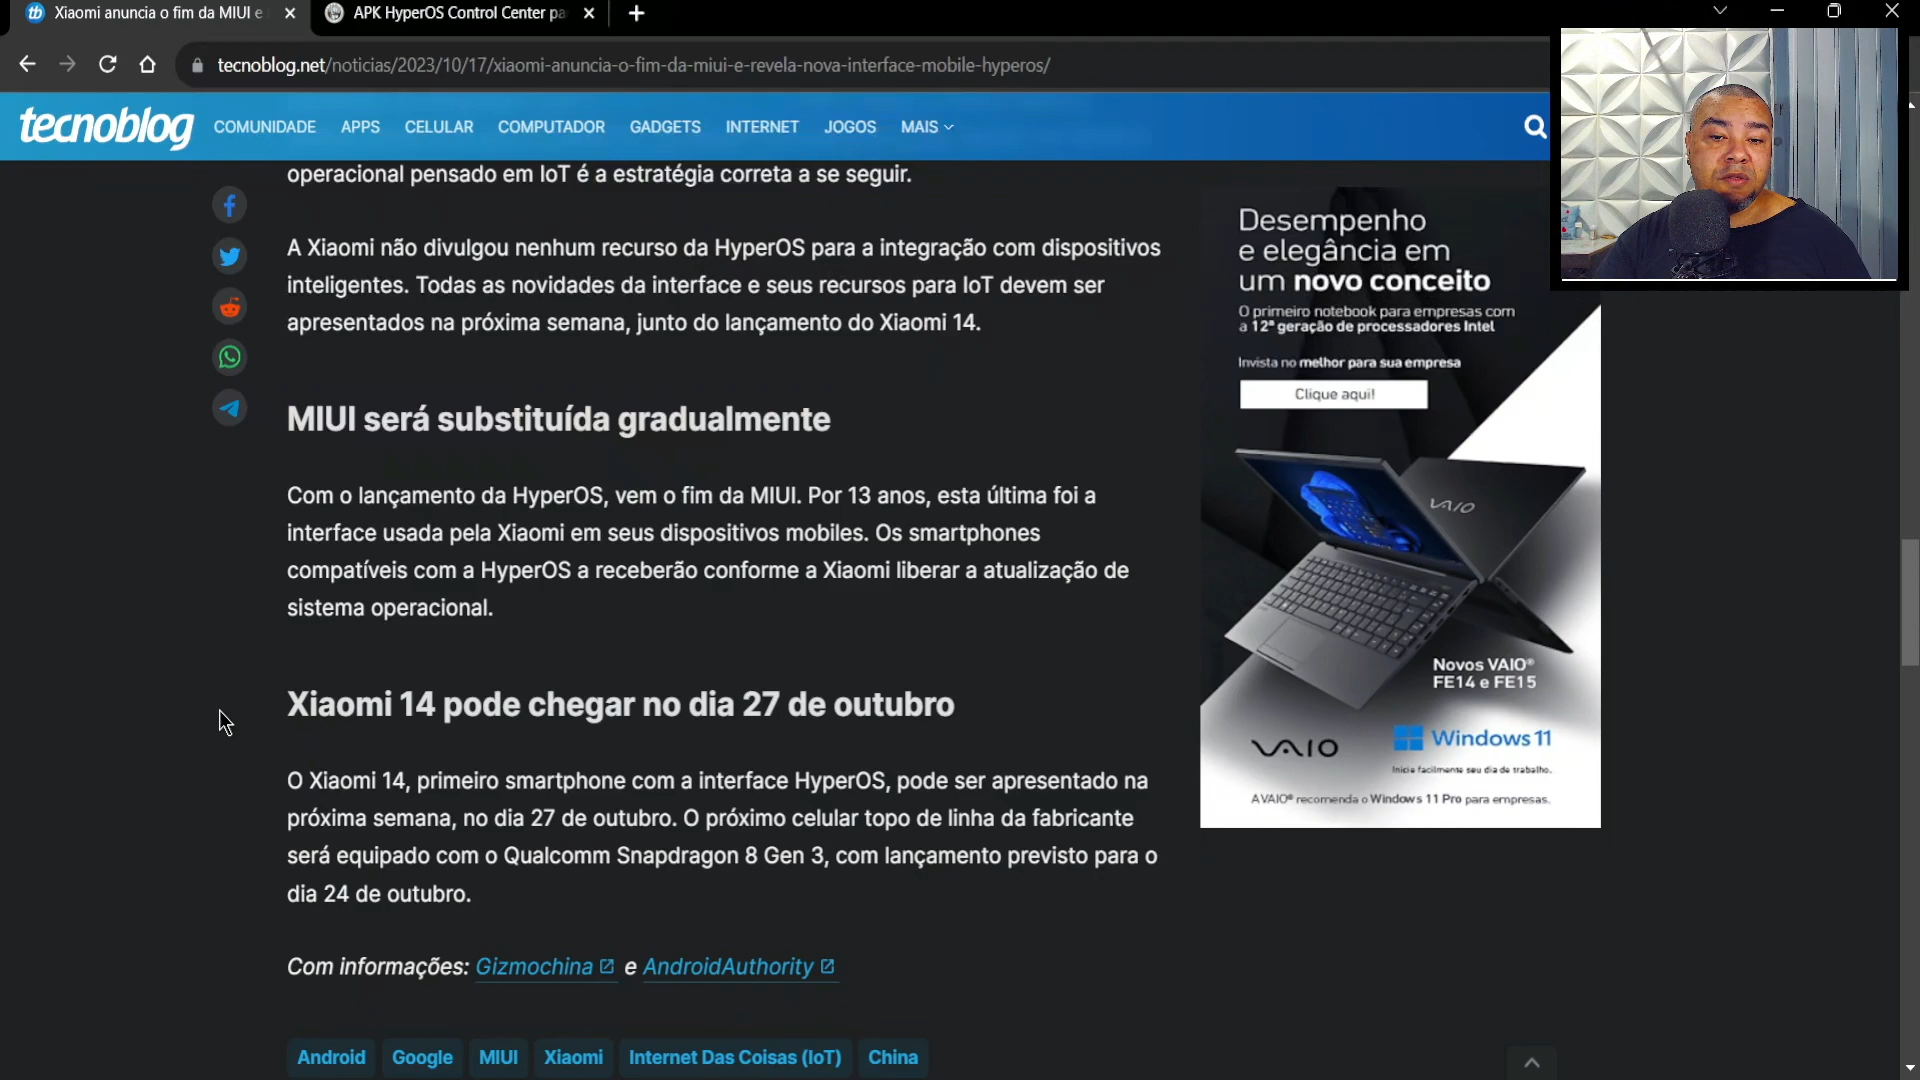 Xiaomi anuncia o fim da MIUI e
APK HyperOS Control Center pa
tecnoblog.net/noticias/2023/10/17/xiaomi-anuncia-o-fim-da-miui-e-revela-nova-interface-mobile-hyperos/
tecnoblog
COMUNIDADE APPS CELULAR COMPUTADOR GADGETS INTERNET JOGOS MAIS
operacional pensado em IoT é a estratégia correta a se seguir.
A Xiaomi não divulgou nenhum recurso da HyperOS para a integração com dispositivos
inteligentes. Todas as novidades da interface e seus recursos para IoT devem ser
apresentados na próxima semana, junto do lançamento do Xiaomi 14.
MIUI será substituída gradualmente
Com o lançamento da HyperOS, vem o fim da MIUI. Por 13 anos, esta última foi a
interface usada pela Xiaomi em seus dispositivos mobiles. Os smartphones
compatíveis com a HyperOS a receberão conforme a Xiaomi liberar a atualização de
sistema operacional.
Xiaomi 14 pode chegar no dia 27 de outubro
O Xiaomi 14, primeiro smartphone com a interface HyperOS, pode ser apresentado na
próxima semana, no dia 27 de outubro. O próximo celular topo de linha da fabricante
será equipado com o Qualcomm Snapdragon 8 Gen 3, com lançamento previsto para o
dia 24 de outubro.
Com informações: Gizmochina e AndroidAuthority
Android Google MIUI Xiaomi Internet Das Coisas (IoT) China
Desempenho
e elegância em
um novo conceito
O primeiro notebook para empresas com
a 12ª geração de processadores Intel
Invista no melhor para sua empresa
Clique aqui!
VAIO
Novos VAIO®
FE14 e FE15
VAIO
Windows 11
Inicie facilmente seu dia de trabalho.
A VAIO® recomenda o Windows 11 Pro para empresas.